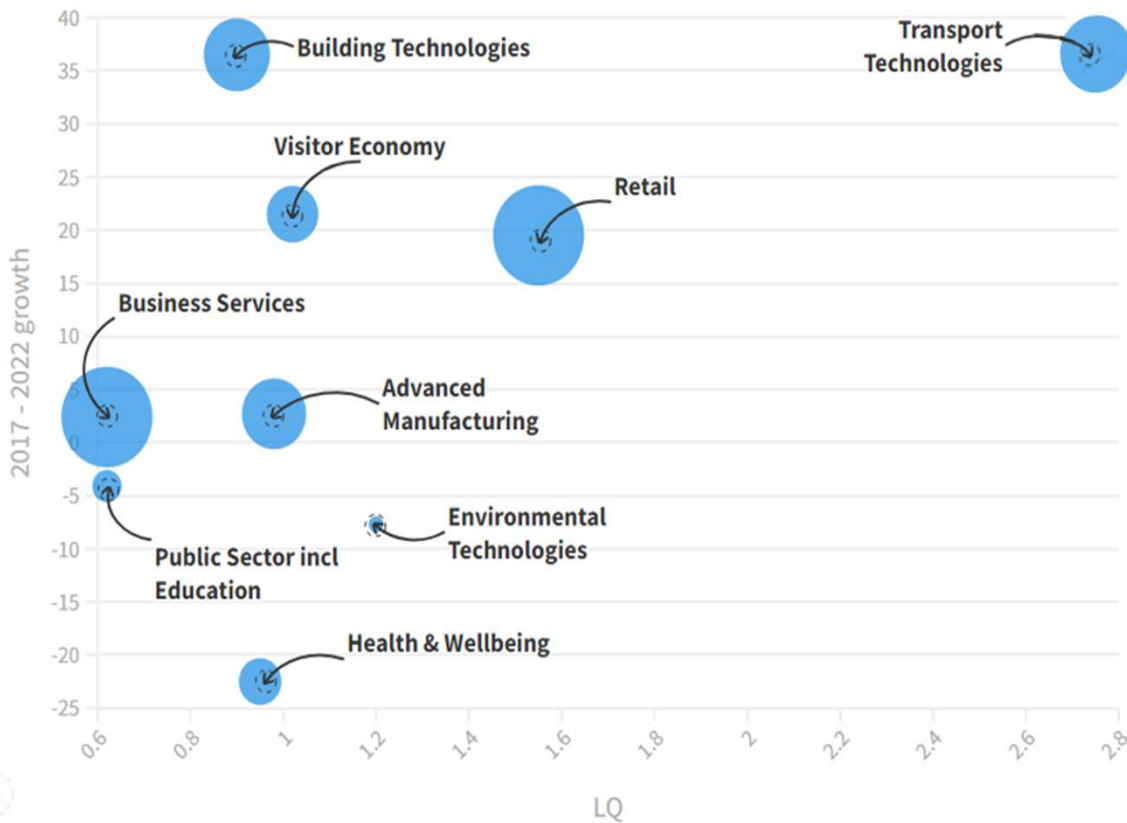 40
35
30
25
20
15
10
5
0
-5
-10
-15
-20
-25
2017 - 2022 growth
Building Technologies
Transport
Technologies
Visitor Economy
Retail
Business Services
Advanced
Manufacturing
Environmental
Technologies
Public Sector incl
Education
Health & Wellbeing
0.6
0.8
1
1.2
1.4
1.6
1.8
2
2.2
2.4
2.6
2.8
LQ